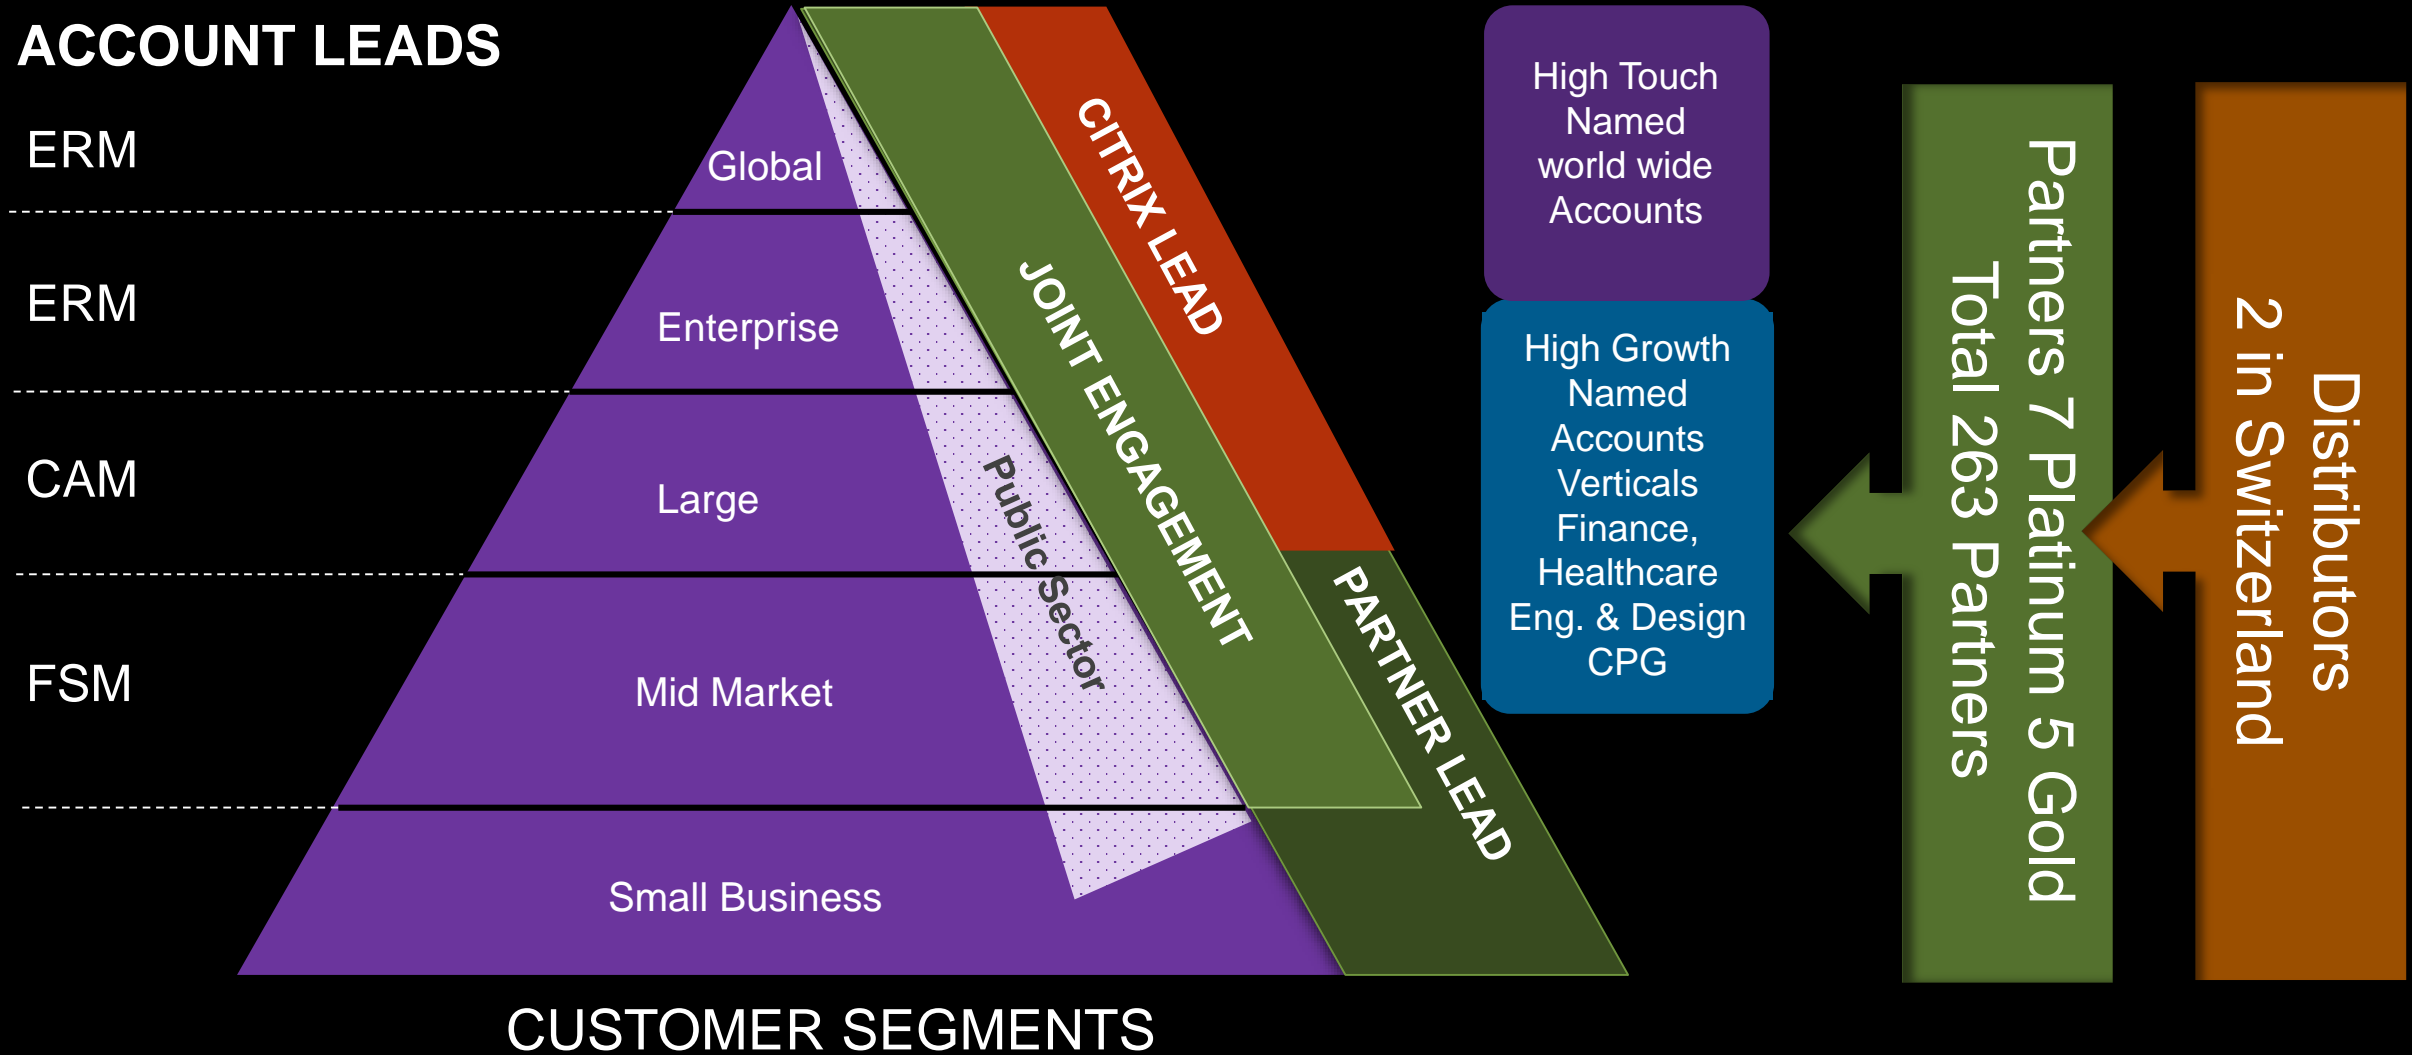 ACCOUNT LEADS
ERM
ERM
CAM
FSM
Global
Enterprise
Large
Mid Market
Small Business
Public Sector
JOINT ENGAGEMENT
CITRIX LEAD
PARTNER LEAD
CUSTOMER SEGMENTS
High Touch
Named
world wide
Accounts
High Growth
Named
Accounts
Verticals
Finance,
Healthcare
Eng. & Design
CPG
Partners 7 Platinum 5 Gold
Total 263 Partners
Distributors
2 in Switzerland